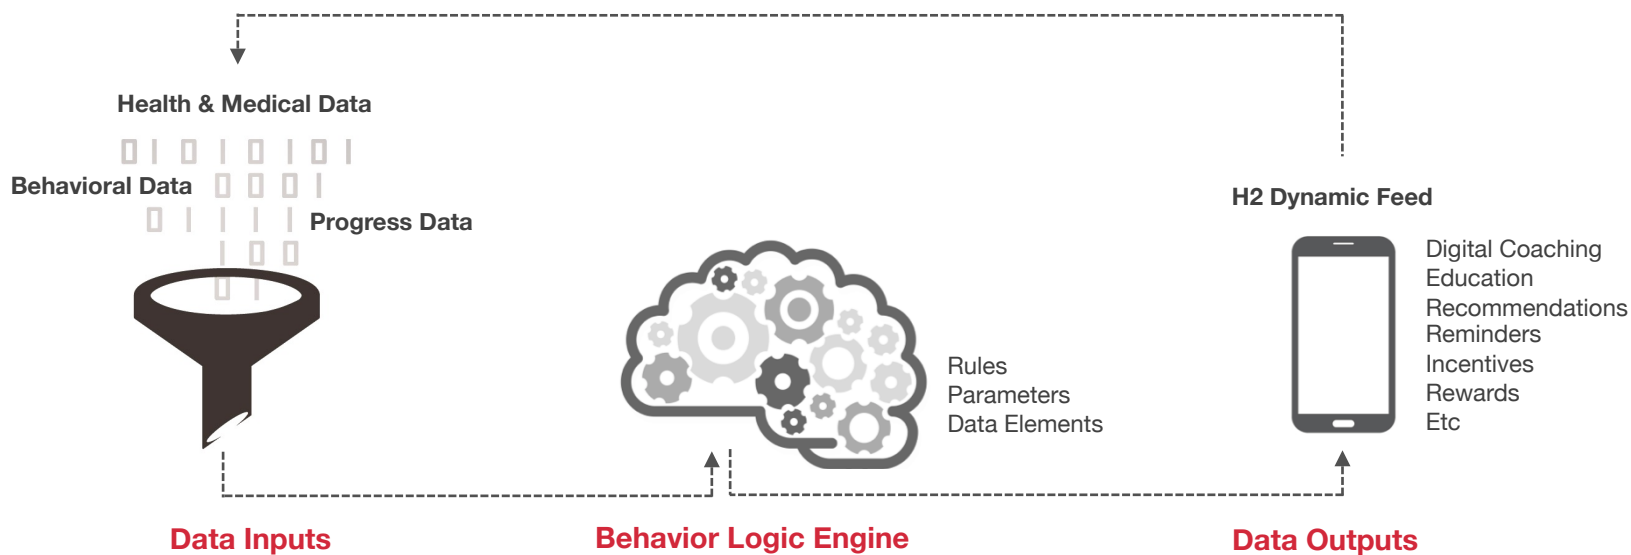 Health & Medical Data
Behavioral Data
Progress Data
H2 Dynamic Feed
Digital Coaching
Education
Recommendations
Reminders
Incentives
Rewards
Etc
Rules
Parameters
Data Elements
Data Inputs
Behavior Logic Engine
Data Outputs